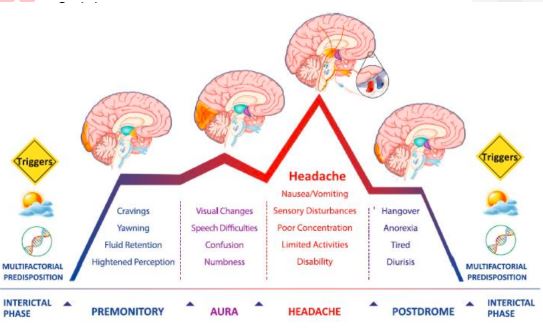 Triggers
MULTIFACTORIAL
PREDISPOSITION
Cravings
Yawning
Fluid Retention
Hightened Perception
Visual Changes
Speech Difficulties
Confusion
Numbness
Headache
Nausea/Vomiting
Sensory Disturbances
Poor Concentration
Limited Activities
Disability
Hangover
Anorexia
Tired
Diurisis
Triggers
MULTIFACTORIAL
PREDISPOSITION
INTERICTAL
PHASE
PREMONITORY
AURA
HEADACHE
POSTDROME
INTERICTAL
PHASE